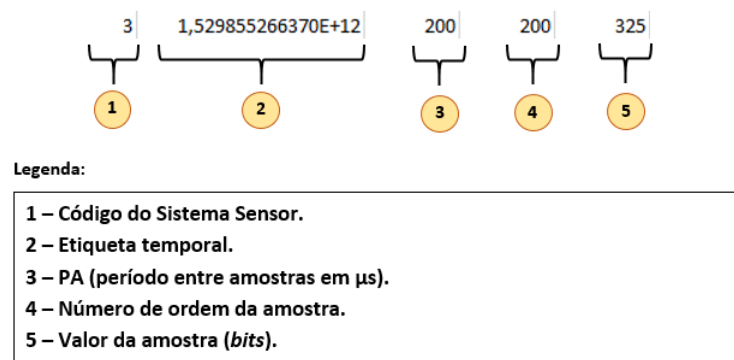 3 1,529855266370E+12 200 200 325
1 2 3 4 5
Legenda:
1 – Código do Sistema Sensor.
2 – Etiqueta temporal.
3 – PA (período entre amostras em µs).
4 – Número de ordem da amostra.
5 – Valor da amostra (bits).